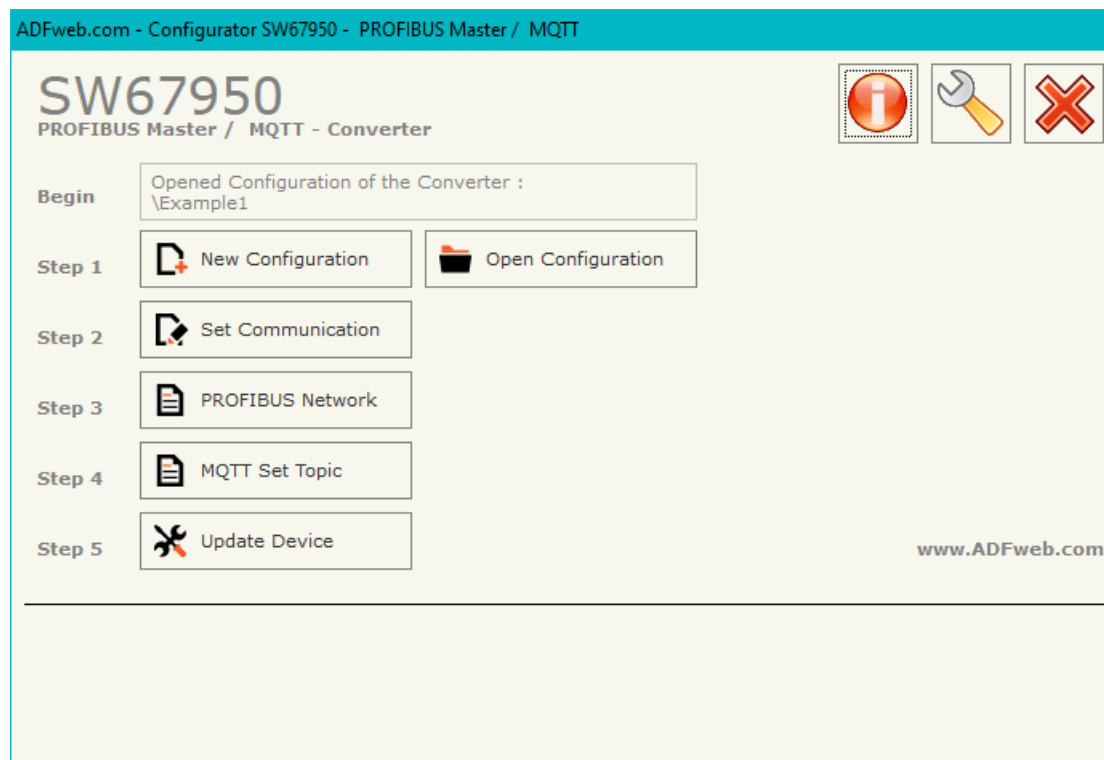 ADFweb.com - Configurator SW67950 - PROFIBUS Master / MQTT
SW67950
PROFIBUS Master / MQTT - Converter
Begin
Opened Configuration of the Converter :
\Example1
Step 1
New Configuration
Open Configuration
Step 2
Set Communication
Step 3
PROFIBUS Network
Step 4
MQTT Set Topic
Step 5
Update Device
www.ADFweb.com